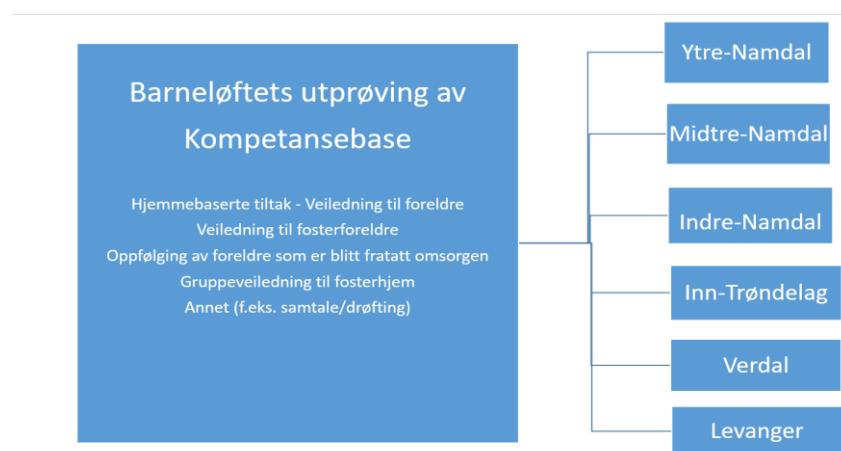 Barneløftets utprøving av
Kompetansebase
Hjemmebaserte tiltak - Veiledning til foreldre
Veiledning til fosterforeldre
Oppfølging av foreldre som er blitt fratatt omsorgen
Gruppeveiledning til fosterhjem
Annet (f.eks. samtale/drøfting)
Ytre-Namdal
Midtre-Namdal
Indre-Namdal
Inn-Trøndelag
Verdal
Levanger